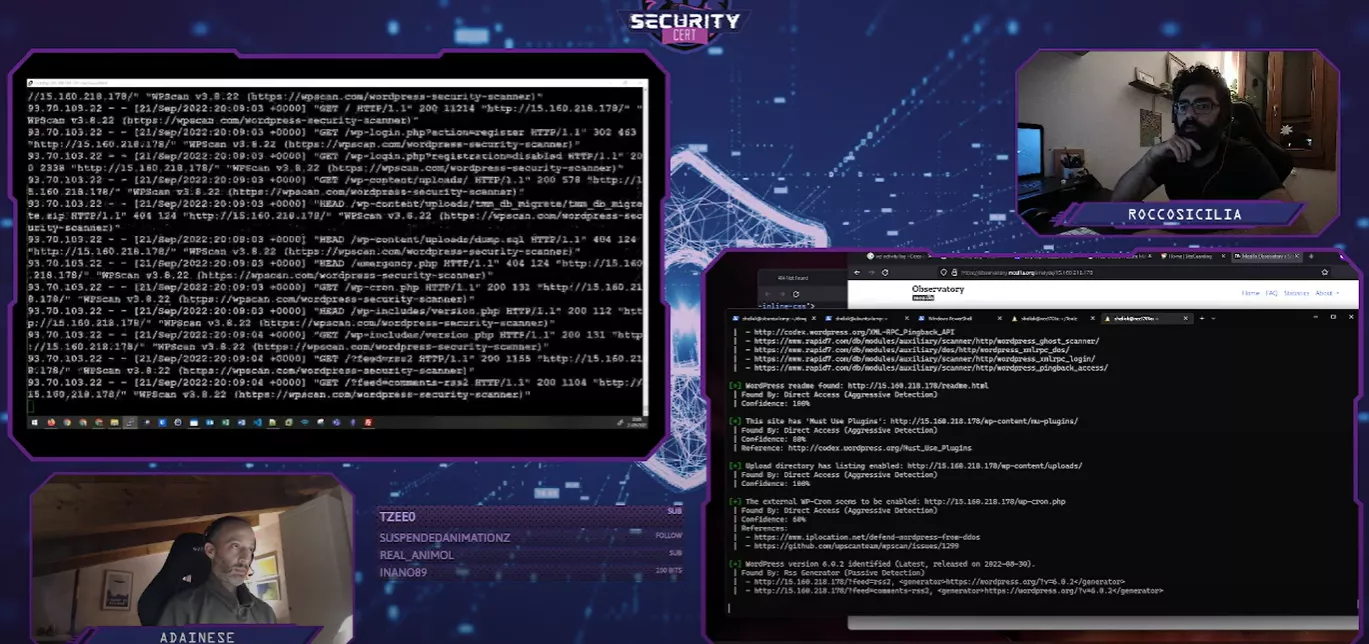 SECURITY
CERT
//15.160.218.178/" "WPScan v3.8.22 (https://wpscan.com/wordpress-security-scanner)"
93.70.103.22 - - [21/Sep/2022:20:09:03 +0000] "GET / HTTP/1.1" 200 11214 "http://15.160.218.178/" "
WPScan v3.8.22 (https://wpscan.com/wordpress-security-scanner)"
93.70.103.22 - - [21/Sep/2022:20:09:03 +0000] "GET /wp-login.php?action=register HTTP/1.1" 302 463
"http://15.160.218.178/" "WPScan v3.8.22 (https://wpscan.com/wordpress-security-scanner)"
93.70.103.22 - - [21/Sep/2022:20:09:03 +0000] "GET /wp-login.php?registration=disabled HTTP/1.1" 20
0 2338 "http://15.160.218.178/" "WPScan v3.8.22 (https://wpscan.com/wordpress-security-scanner)"
93.70.103.22 - - [21/Sep/2022:20:09:03 +0000] "GET /wp-content/uploads/ HTTP/1.1" 200 578 "http://1
5.160.218.178/" "WPScan v3.8.22 (https://wpscan.com/wordpress-security-scanner)"
93.70.103.22 - - [21/Sep/2022:20:09:03 +0000] "HEAD /wp-content/uploads/tmm_db_migrate/tmm_db_migra
te.zip HTTP/1.1" 404 124 "http://15.160.218.178/" "WPScan v3.8.22 (https://wpscan.com/wordpress-sec
urity-scanner)"
93.70.103.22 - - [21/Sep/2022:20:09:03 +0000] "HEAD /wp-content/uploads/dump.sql HTTP/1.1" 404 124
"http://15.160.218.178/" "WPScan v3.8.22 (https://wpscan.com/wordpress-security-scanner)"
93.70.103.22 - - [21/Sep/2022:20:09:03 +0000] "HEAD /emergency.php HTTP/1.1" 404 124 "http://15.160
.218.178/" "WPScan v3.8.22 (https://wpscan.com/wordpress-security-scanner)"
93.70.103.22 - - [21/Sep/2022:20:09:03 +0000] "GET /wp-cron.php HTTP/1.1" 200 131 "http://15.160.21
8.178/" "WPScan v3.8.22 (https://wpscan.com/wordpress-security-scanner)"
93.70.103.22 - - [21/Sep/2022:20:09:03 +0000] "HEAD /wp-includes/version.php HTTP/1.1" 200 112 "htt
p://15.160.218.178/" "WPScan v3.8.22 (https://wpscan.com/wordpress-security-scanner)"
93.70.103.22 - - [21/Sep/2022:20:09:03 +0000] "GET /wp-includes/version.php HTTP/1.1" 200 131 "http
://15.160.218.178/" "WPScan v3.8.22 (https://wpscan.com/wordpress-security-scanner)"
93.70.103.22 - - [21/Sep/2022:20:09:04 +0000] "GET /?feed=rss2 HTTP/1.1" 200 1155 "http://15.160.21
8.178/" "WPScan v3.8.22 (https://wpscan.com/wordpress-security-scanner)"
93.70.103.22 - - [21/Sep/2022:20:09:04 +0000] "GET /?feed=comments-rss2 HTTP/1.1" 200 1104 "http://
15.160.218.178/" "WPScan v3.8.22 (https://wpscan.com/wordpress-security-scanner)"
ROCCOSICILIA
404 Not Found
Observatory
mozilla
Home FAQ Statistics About
-inline-css">
Windows PowerShell
| - http://codex.wordpress.org/XML-RPC_Pingback_API
| - https://www.rapid7.com/db/modules/auxiliary/scanner/http/wordpress_ghost_scanner/
| - https://www.rapid7.com/db/modules/auxiliary/dos/http/wordpress_xmlrpc_dos/
| - https://www.rapid7.com/db/modules/auxiliary/scanner/http/wordpress_xmlrpc_login/
| - https://www.rapid7.com/db/modules/auxiliary/scanner/http/wordpress_pingback_access/
[+] WordPress readme found: http://15.160.218.178/readme.html
| Found By: Direct Access (Aggressive Detection)
| Confidence: 100%
[+] This site has 'Must Use Plugins': http://15.160.218.178/wp-content/mu-plugins/
| Found By: Direct Access (Aggressive Detection)
| Confidence: 80%
| Reference: http://codex.wordpress.org/Must_Use_Plugins
[+] Upload directory has listing enabled: http://15.160.218.178/wp-content/uploads/
| Found By: Direct Access (Aggressive Detection)
| Confidence: 100%
[+] The external WP-Cron seems to be enabled: http://15.160.218.178/wp-cron.php
| Found By: Direct Access (Aggressive Detection)
| Confidence: 60%
| References:
| - https://www.iplocation.net/defend-wordpress-from-ddos
| - https://github.com/wpscanteam/wpscan/issues/1299
[+] WordPress version 6.0.2 identified (Latest, released on 2022-08-30).
| Found By: Rss Generator (Passive Detection)
| - http://15.160.218.178/?feed=rss2, <generator>https://wordpress.org/?v=6.0.2</generator>
| - http://15.160.218.178/?feed=comments-rss2, <generator>https://wordpress.org/?v=6.0.2</generator>
TZEE0 SUB
SUSPENDEDANIMATIONZ FOLLOW
REAL_ANIMOL SUB
INANO89 200 BITS
ADAINESE